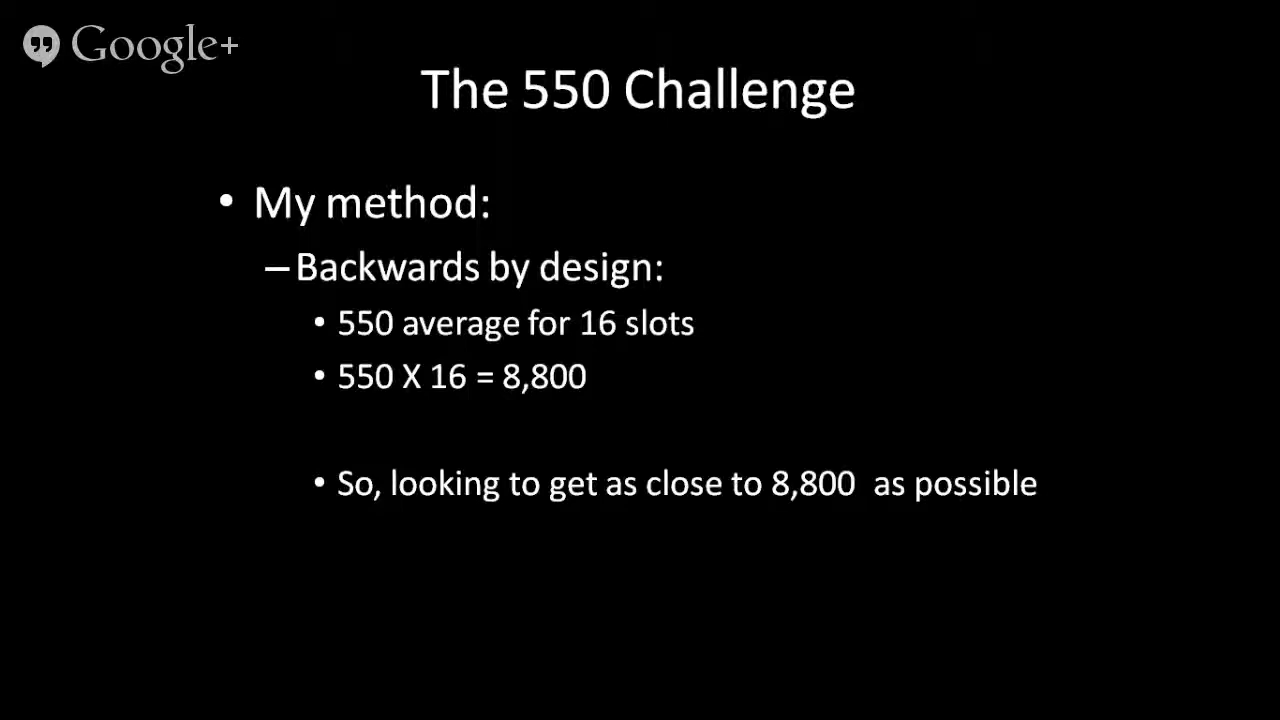 Google+
The 550 Challenge
• My method:
– Backwards by design:
• 550 average for 16 slots
• 550 X 16 = 8,800
• So, looking to get as close to 8,800 as possible